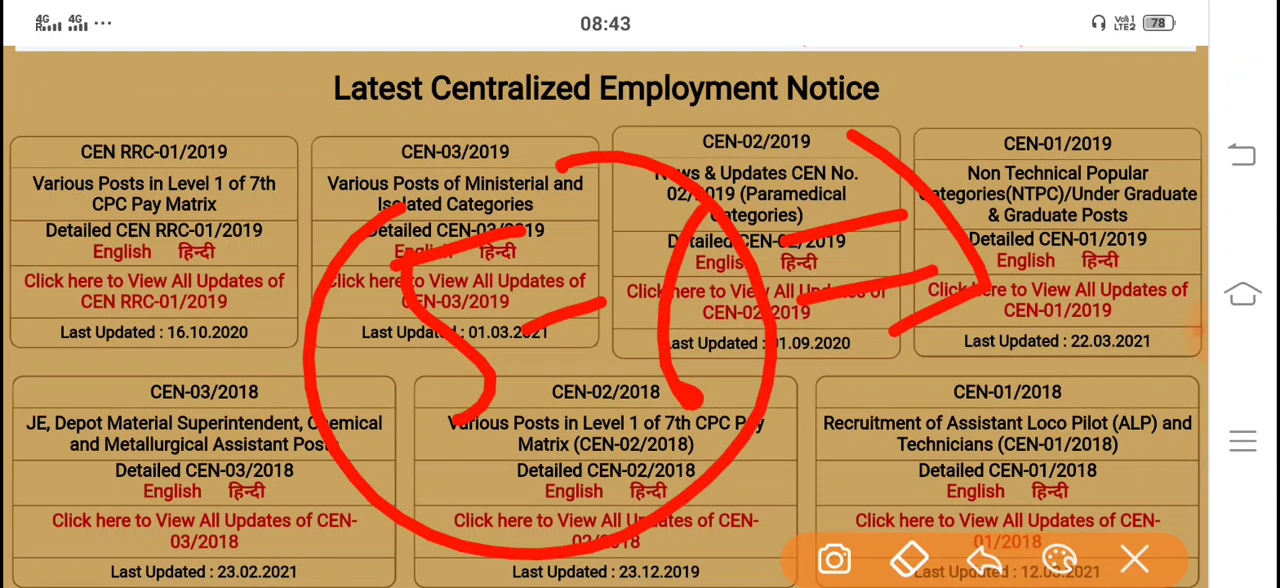 4G R 4G ... 08:43 Vo)) 1 LTE2 78
Latest Centralized Employment Notice
CEN RRC-01/2019
Various Posts in Level 1 of 7th
CPC Pay Matrix
Detailed CEN RRC-01/2019
English हिन्दी
Click here to View All Updates of
CEN RRC-01/2019
Last Updated : 16.10.2020
CEN-03/2019
Various Posts of Ministerial and
Isolated Categories
Detailed CEN-03/2019
English हिन्दी
Click here to View All Updates of
CEN-03/2019
Last Updated : 01.03.2021
CEN-02/2019
News & Updates CEN No.
02/2019 (Paramedical
Categories)
Detailed CEN-02/2019
English हिन्दी
Click here to View All Updates of
CEN-02/2019
Last Updated : 01.09.2020
CEN-01/2019
Non Technical Popular
Categories(NTPC)/Under Graduate
& Graduate Posts
Detailed CEN-01/2019
English हिन्दी
Click here to View All Updates of
CEN-01/2019
Last Updated : 22.03.2021
CEN-03/2018
JE, Depot Material Superintendent, Chemical
and Metallurgical Assistant Posts
Detailed CEN-03/2018
English हिन्दी
Click here to View All Updates of CEN-
03/2018
Last Updated : 23.02.2021
CEN-02/2018
Various Posts in Level 1 of 7th CPC Pay
Matrix (CEN-02/2018)
Detailed CEN-02/2018
English हिन्दी
Click here to View All Updates of CEN-
02/2018
Last Updated : 23.12.2019
CEN-01/2018
Recruitment of Assistant Loco Pilot (ALP) and
Technicians (CEN-01/2018)
Detailed CEN-01/2018
English हिन्दी
Click here to View All Updates of CEN-
01/2018
Last Updated : 12.03.2021